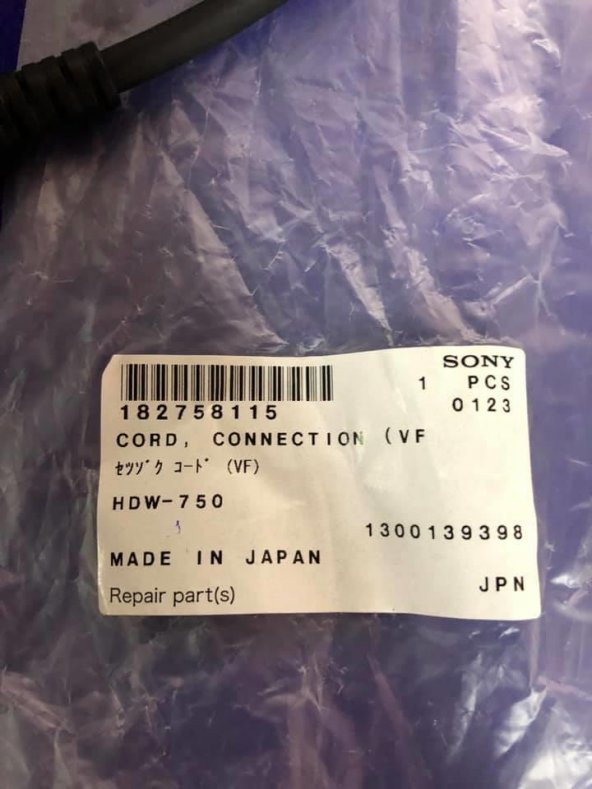 SONY
1 PCS
182758115 0123
CORD, CONNECTION (VF
ｾﾂｿﾞｸ ｺｰﾄﾞ (VF)
HDW-750
1300139398
MADE IN JAPAN
Repair part(s) JPN